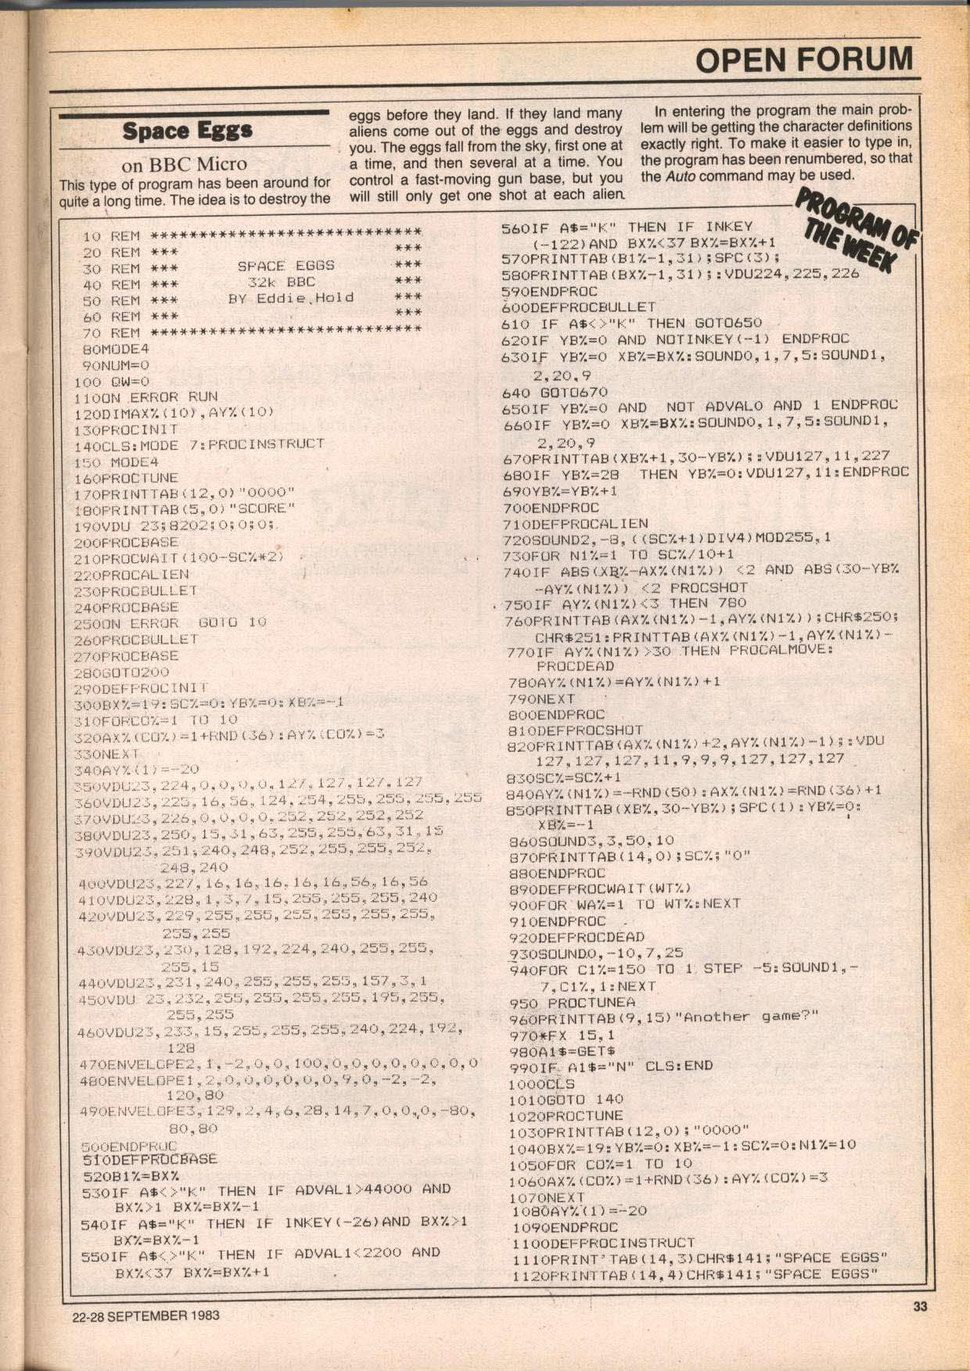 OPEN FORUM
Space Eggs
on BBC Micro
This type of program has been around for
quite a long time. The idea is to destroy the
eggs before they land. If they land many
aliens come out of the eggs and destroy
you. The eggs fall from the sky, first one at
a time, and then several at a time. You
control a fast-moving gun base, but you
will still only get one shot at each alien.
In entering the program the main prob-
lem will be getting the character definitions
exactly right. To make it easier to type in,
the program has been renumbered, so that
the Auto command may be used.
PROGRAM OF
THE WEEK
10 REM ****************************
20 REM *** ***
30 REM *** SPACE EGGS ***
40 REM *** 32k BBC ***
50 REM *** BY Eddie.Hold ***
60 REM *** ***
70 REM ****************************
80MODE4
90NUM=0
100 QW=0
110ON ERROR RUN
120DIMAX%(10),AY%(10)
130PROCINIT
140CLS:MODE 7:PROCINSTRUCT
150 MODE4
160PROCTUNE
170PRINTTAB(12,0)"0000"
180PRINTTAB(5,0)"SCORE"
190VDU 23;8202;0;0;0;
200PROCBASE
210PROCWAIT(100-SC%*2)
220PROCALIEN
230PROCBULLET
240PROCBASE
250ON ERROR GOTO 10
260PROCBULLET
270PROCBASE
280GOTO200
290DEFPROCINIT
300BX%=19:SC%=0:YB%=0:XB%=-1
310FORCO%=1 TO 10
320AX%(CO%)=1+RND(36):AY%(CO%)=3
330NEXT
340AY%(1)=-20
350VDU23,224,0,0,0,0,127,127,127,127
360VDU23,225,16,56,124,254,255,255,255,255
370VDU23,226,0,0,0,0,252,252,252,252
380VDU23,250,15,31,63,255,255,63,31,15
390VDU23,251,240,248,252,255,255,252,
248,240
400VDU23,227,16,16,16,16,16,56,16,56
410VDU23,228,1,3,7,15,255,255,255,240
420VDU23,229,255,255,255,255,255,255,
255,255
430VDU23,230,128,192,224,240,255,255,
255,15
440VDU23,231,240,255,255,255,157,3,1
450VDU 23,232,255,255,255,255,195,255,
255,255
460VDU23,233,15,255,255,255,240,224,192,
128
470ENVELOPE2,1,-2,0,0,100,0,0,0,0,0,0,0,0
480ENVELOPE1,2,0,0,0,0,0,0,9,0,-2,-2,
120,80
490ENVELOPE3,129,2,4,6,28,14,7,0,0,0,-80,
80,80
500ENDPROC
510DEFPROCBASE
520B1%=BX%
530IF A$<>"K" THEN IF ADVAL1>44000 AND
BX%>1 BX%=BX%-1
540IF A$="K" THEN IF INKEY(-26)AND BX%>1
BX%=BX%-1
550IF A$<>"K" THEN IF ADVAL1<2200 AND
BX%<37 BX%=BX%+1
560IF A$="K" THEN IF INKEY
(-122)AND BX%<37 BX%=BX%+1
570PRINTTAB(B1%-1,31);SPC(3);
580PRINTTAB(BX%-1,31);:VDU224,225,226
590ENDPROC
600DEFPROCBULLET
610 IF A$<>"K" THEN GOTO650
620IF YB%=0 AND NOTINKEY(-1) ENDPROC
630IF YB%=0 XB%=BX%:SOUND0,1,7,5:SOUND1,
2,20,9
640 GOTO670
650IF YB%=0 AND NOT ADVAL0 AND 1 ENDPROC
660IF YB%=0 XB%=BX%:SOUND0,1,7,5:SOUND1,
2,20,9
670PRINTTAB(XB%+1,30-YB%);:VDU127,11,227
680IF YB%=28 THEN YB%=0:VDU127,11:ENDPROC
690YB%=YB%+1
700ENDPROC
710DEFPROCALIEN
720SOUND2,-8,((SC%+1)DIV4)MOD255,1
730FOR N1%=1 TO SC%/10+1
740IF ABS(XB%-AX%(N1%)) <2 AND ABS(30-YB%
-AY%(N1%)) <2 PROCSHOT
750IF AY%(N1%)<3 THEN 780
760PRINTTAB(AX%(N1%)-1,AY%(N1%));CHR$250;
CHR$251:PRINTTAB(AX%(N1%)-1,AY%(N1%)-
770IF AY%(N1%)>30 THEN PROCALMOVE:
PROCDEAD
780AY%(N1%)=AY%(N1%)+1
790NEXT
800ENDPROC
810DEFPROCSHOT
820PRINTTAB(AX%(N1%)+2,AY%(N1%)-1);:VDU
127,127,127,11,9,9,9,127,127,127
830SC%=SC%+1
840AY%(N1%)=-RND(50):AX%(N1%)=RND(36)+1
850PRINTTAB(XB%,30-YB%);SPC(1):YB%=0:
XB%=-1
860SOUND3,3,50,10
870PRINTTAB(14,0);SC%;"0"
880ENDPROC
890DEFPROCWAIT(WT%)
900FOR WA%=1 TO WT%:NEXT
910ENDPROC
920DEFPROCDEAD
930SOUND0,-10,7,25
940FOR C1%=150 TO 1 STEP -5:SOUND1,-
7,C1%,1:NEXT
950 PROCTUNEA
960PRINTTAB(9,15)"Another game?"
970*FX 15,1
980A1$=GET$
990IF A1$="N" CLS:END
1000CLS
1010GOTO 140
1020PROCTUNE
1030PRINTTAB(12,0);"0000"
1040BX%=19:YB%=0:XB%=-1:SC%=0:N1%=10
1050FOR CO%=1 TO 10
1060AX%(CO%)=1+RND(36):AY%(CO%)=3
1070NEXT
1080AY%(1)=-20
1090ENDPROC
1100DEFPROCINSTRUCT
1110PRINT'TAB(14,3)CHR$141;"SPACE EGGS"
1120PRINTTAB(14,4)CHR$141;"SPACE EGGS"
22-28 SEPTEMBER 1983
33